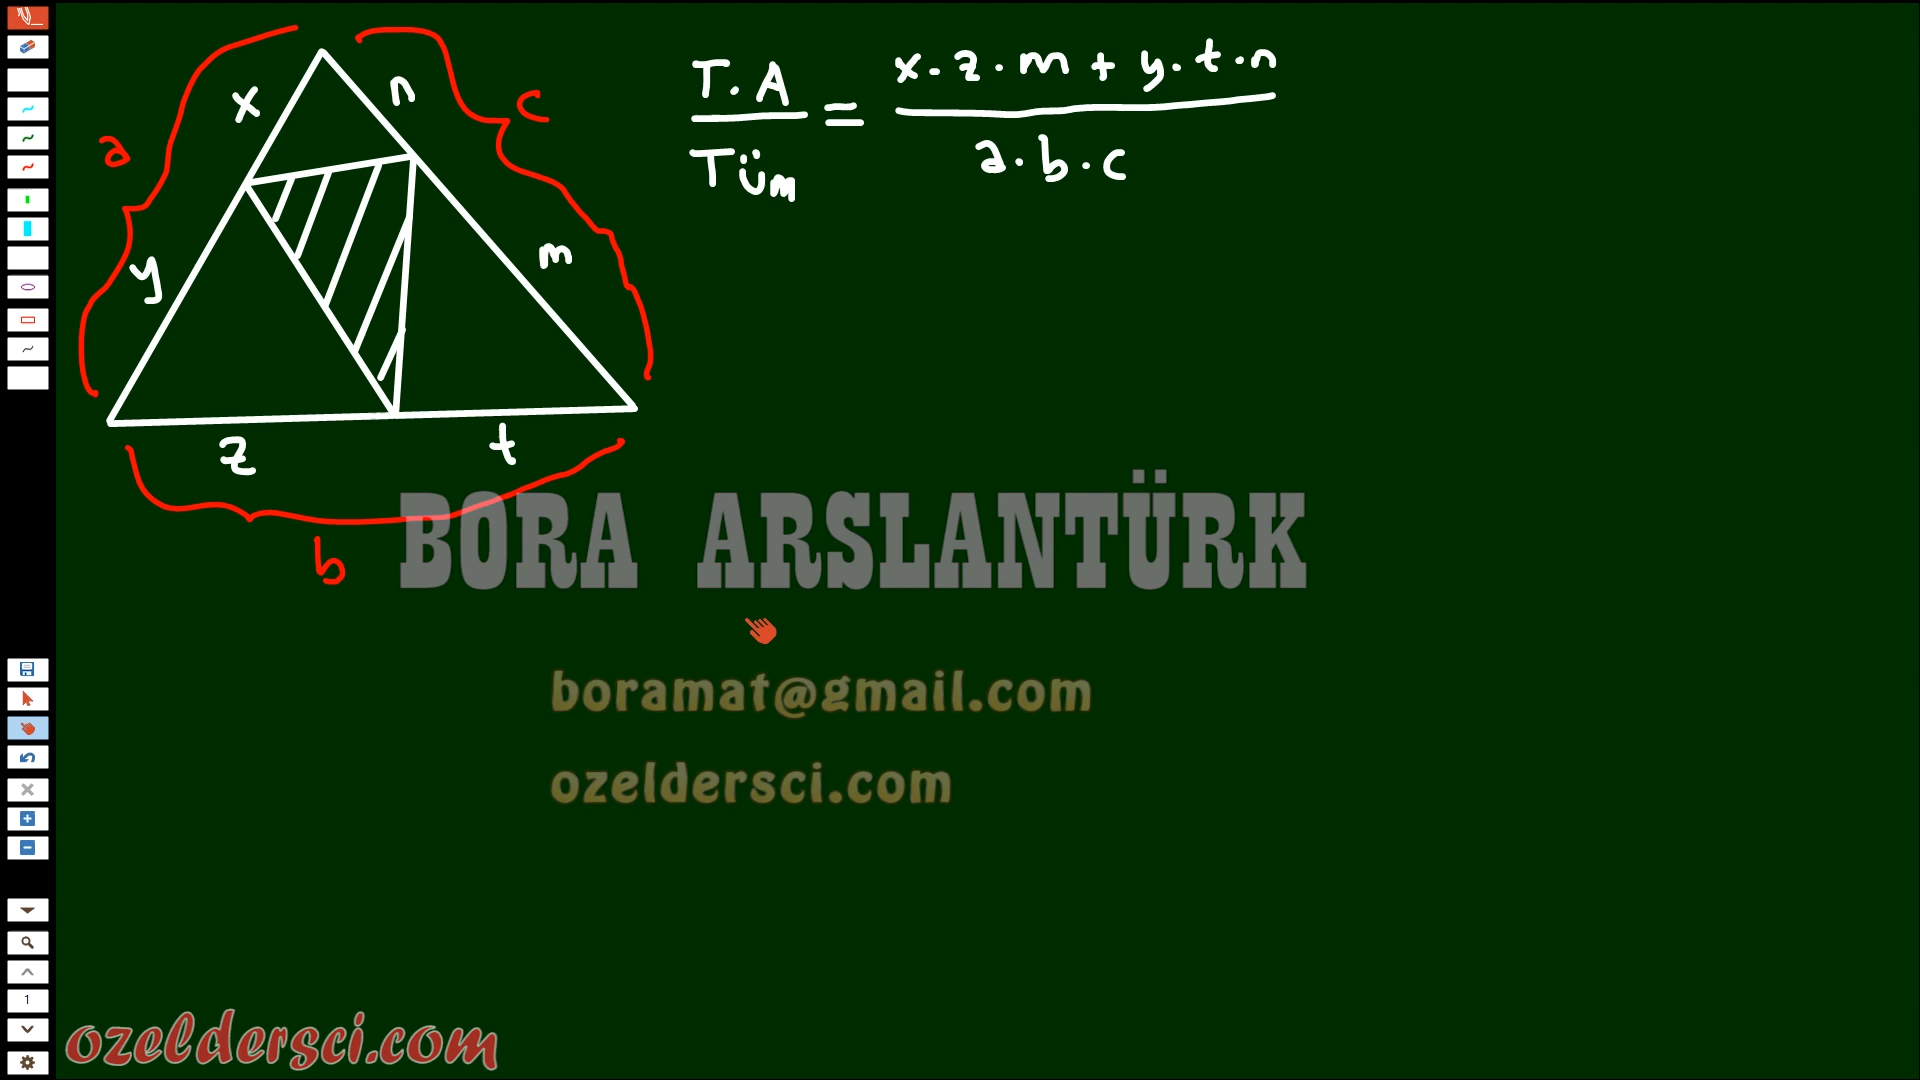 x
n
c
a
y
m
z
t
b
T.A / Tüm = x.z.m + y.t.n / a.b.c
BORA ARSLANTÜRK
boramat@gmail.com
ozeldersci.com
1
ozeldersci.com